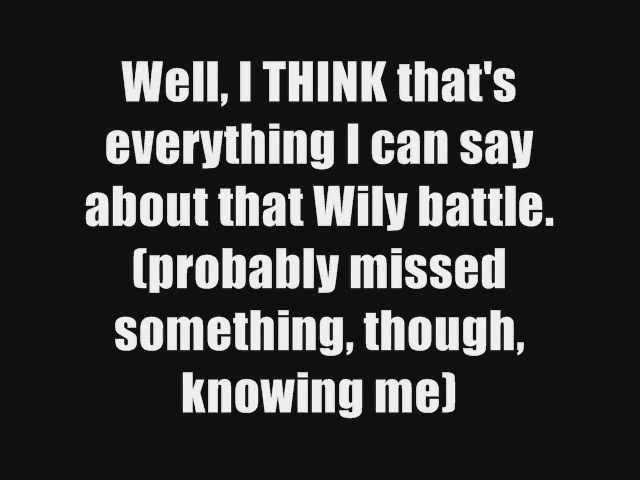 Well, I THINK that's
everything I can say
about that Wily battle.
(probably missed
something, though,
knowing me)